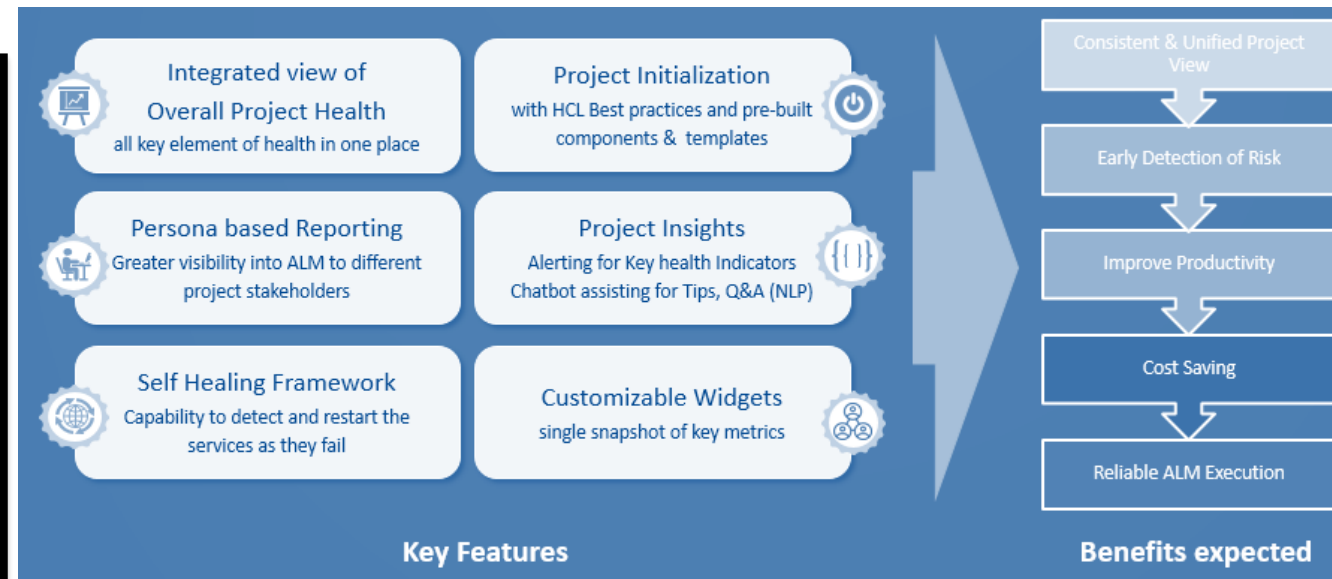 Integrated view of
Overall Project Health
all key element of health in one place
Project Initialization
with HCL Best practices and pre-built
components & templates
Persona based Reporting
Greater visibility into ALM to different
project stakeholders
Project Insights
Alerting for Key health Indicators
Chatbot assisting for Tips, Q&A (NLP)
Self Healing Framework
Capability to detect and restart the
services as they fail
Customizable Widgets
single snapshot of key metrics
Key Features
Consistent & Unified Project
View
Early Detection of Risk
Improve Productivity
Cost Saving
Reliable ALM Execution
Benefits expected